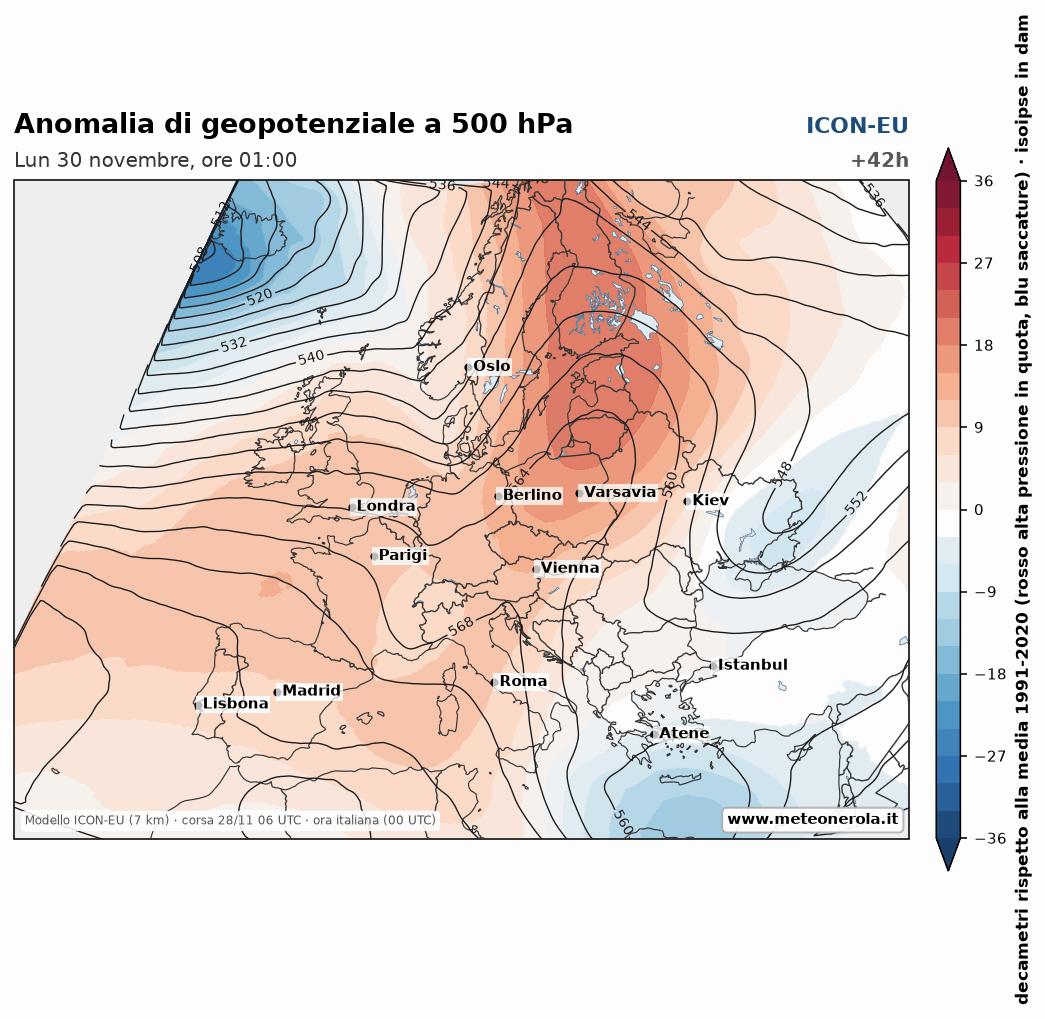 Anomalia di geopotenziale a 500 hPa
ICON-EU
Lun 30 novembre, ore 01:00
+42h
536
544
536
512
544
508
520
532
540
Oslo
564
560
548
552
Berlino
Varsavia
Kiev
Londra
Parigi
Vienna
568
Istanbul
Roma
Madrid
Lisbona
Atene
560
Modello ICON-EU (7 km) · corsa 28/11 06 UTC · ora italiana (00 UTC)
www.meteonerola.it
36
27
18
9
0
−9
−18
−27
−36
decametri rispetto alla media 1991-2020 (rosso alta pressione in quota, blu saccature) · isoipse in dam